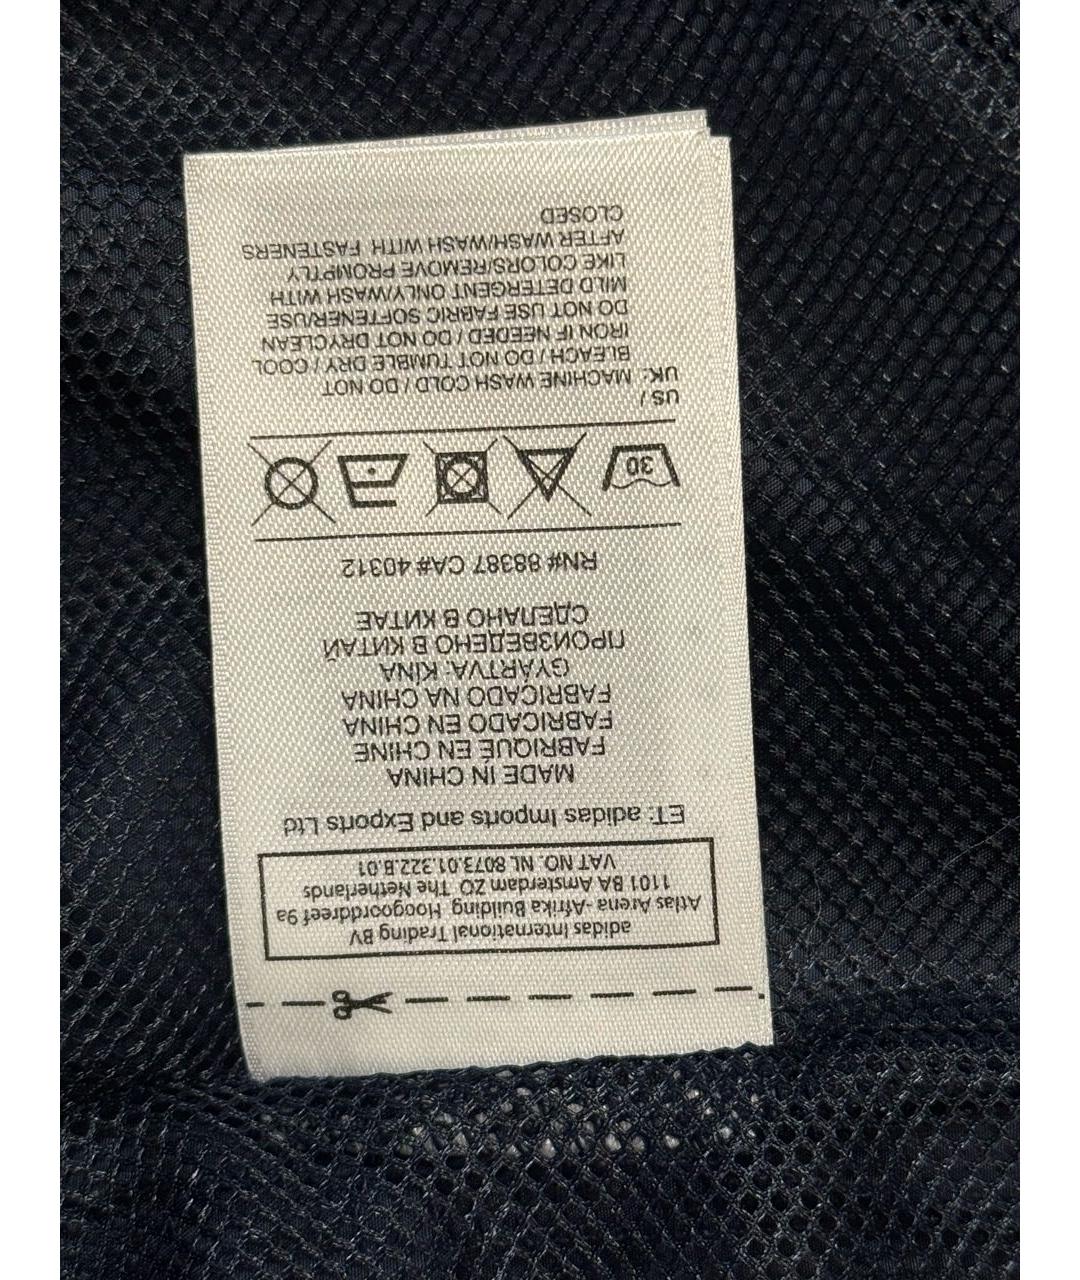 adidas International Trading BV
Atlas Arena -Afrika Building, Hoogoorddreef 9a
1101 BA Amsterdam ZO, The Netherlands
VAT NO. NL 8073.01.322.B.01
ET: adidas Imports and Exports Ltd
MADE IN CHINA
FABRIQUÉ EN CHINE
FABRICADO EN CHINA
FABRICADO NA CHINA
GYÁRTVA: KÍNA
ПРОИЗВЕДЕНО В КИТАЙ
СДЕЛАНО В КИТАЕ
RN# 88387 CA# 40312
30
US /
UK: MACHINE WASH COLD / DO NOT
BLEACH / DO NOT TUMBLE DRY / COOL
IRON IF NEEDED / DO NOT DRYCLEAN
DO NOT USE FABRIC SOFTENER/USE
MILD DETERGENT ONLY/WASH WITH
LIKE COLORS/REMOVE PROMPTLY
AFTER WASH/WASH WITH FASTENERS
CLOSED